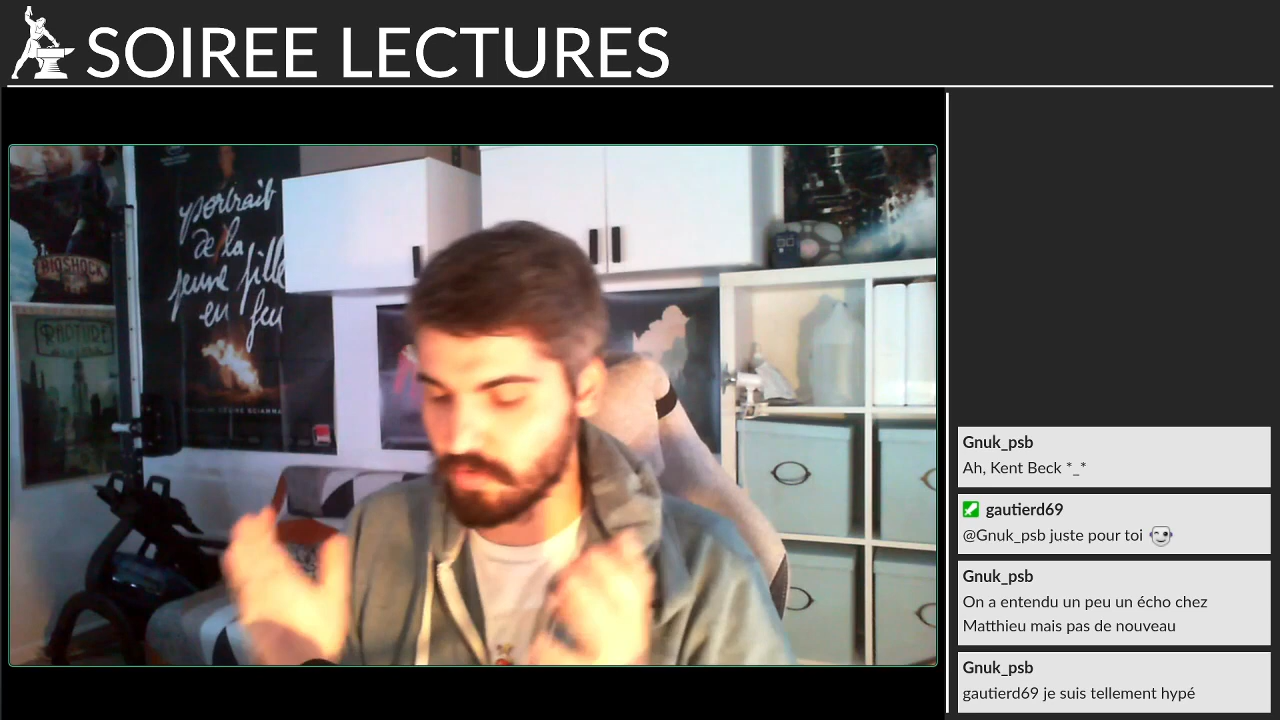 SOIREE LECTURES
portrait
de la
jeune fille
en feu
BIOSHOCK
RAPTURE
Gnuk_psb
Ah, Kent Beck *_*
gautierd69
@Gnuk_psb juste pour toi
Gnuk_psb
On a entendu un peu un écho chez
Matthieu mais pas de nouveau
Gnuk_psb
gautierd69 je suis tellement hypé